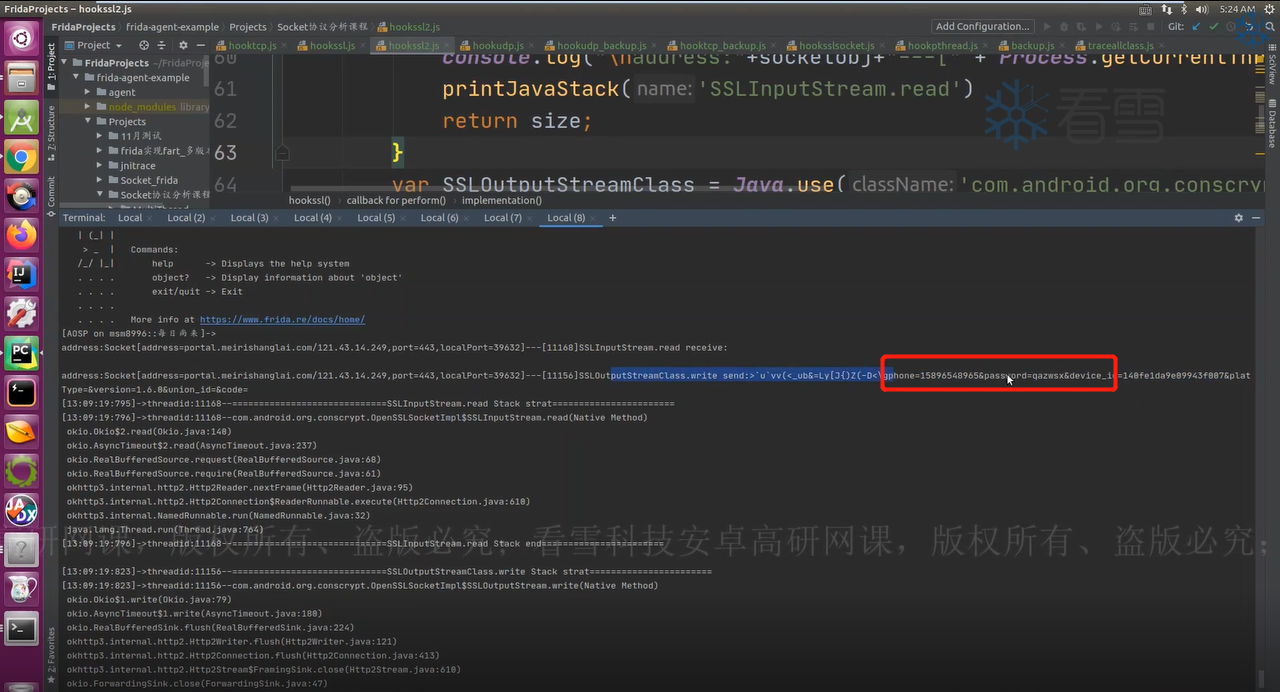 FridaProjects – hookssl2.js
5:24 AM
FridaProjects › frida-agent-example › Projects › Socket协议分析课程 › hookssl2.js
Add Configuration...
Git:
Project
hooktcp.js
hookssl.js
hookssl2.js
hookudp.js
hookudp_backup.js
hooktcp_backup.js
hooksslsocket.js
hookpthread.js
backup.js
traceallclass.js
1: Project
7: Structure
Commit
2: Favorites
SciView
Database
FridaProjects ~/FridaProje
frida-agent-example
agent
node_modules library
Projects
11月测试
frida实现fart_多版本
jnitrace
Socket_frida
Socket协议分析课程
60 console.log("\naddress:"+socketobj+"---["
61 printJavaStack( name: 'SSLInputStream.read')
62 return size;
63 }
64 var SSLOutputStreamClass = Java.use( className: 'com.android.org.conscry
看雪
hookssl() › callback for perform() › implementation()
Terminal: Local Local (2) Local (3) Local (4) Local (5) Local (6) Local (7) Local (8) +
| (_| |
> _ | Commands:
/_/ |_| help -> Displays the help system
. . . . object? -> Display information about 'object'
. . . . exit/quit -> Exit
. . . .
. . . . More info at https://www.frida.re/docs/home/
[AOSP on msm8996::每日尚来]->
address:Socket[address=portal.meirishanglai.com/121.43.14.249,port=443,localPort=39632]---[11168]SSLInputStream.read receive:
address:Socket[address=portal.meirishanglai.com/121.43.14.249,port=443,localPort=39632]---[11156]SSLOutputStreamClass.write send:>`u`vv(<_ub&=Ly[J{)Z(-D<\gphone=15896548965&password=qazwsx&device_id=140fe1da9e09943f007&plat
Type=&version=1.6.0&unipn_id=&code=
[13:09:19:795]->threadid:11168--=========================SSLInputStream.read Stack strat====================
[13:09:19:796]->threadid:11168--com.android.org.conscrypt.OpenSSLSocketImpl$SSLInputStream.read(Native Method)
okio.Okio$2.read(Okio.java:140)
okio.AsyncTimeout$2.read(AsyncTimeout.java:237)
okio.RealBufferedSource.request(RealBufferedSource.java:68)
okio.RealBufferedSource.require(RealBufferedSource.java:61)
okhttp3.internal.http2.Http2Reader.nextFrame(Http2Reader.java:95)
okhttp3.internal.http2.Http2Connection$ReaderRunnable.execute(Http2Connection.java:610)
okhttp3.internal.NamedRunnable.run(NamedRunnable.java:32)
java.lang.Thread.run(Thread.java:764)
[13:09:19:796]->threadid:11168--=========================SSLInputStream.read Stack end====================
研网课，版权所有、盗版必究，看雪科技安卓高研网课，版权所有、盗版必究；
[13:09:19:823]->threadid:11156--=========================SSLOutputStreamClass.write Stack strat====================
[13:09:19:823]->threadid:11156--com.android.org.conscrypt.OpenSSLSocketImpl$SSLOutputStream.write(Native Method)
okio.Okio$1.write(Okio.java:79)
okio.AsyncTimeout$1.write(AsyncTimeout.java:180)
okio.RealBufferedSink.flush(RealBufferedSink.java:224)
okhttp3.internal.http2.Http2Writer.flush(Http2Writer.java:121)
okhttp3.internal.http2.Http2Connection.flush(Http2Connection.java:413)
okhttp3.internal.http2.Http2Stream$FramingSink.close(Http2Stream.java:610)
okio.ForwardingSink.close(ForwardingSink.java:47)